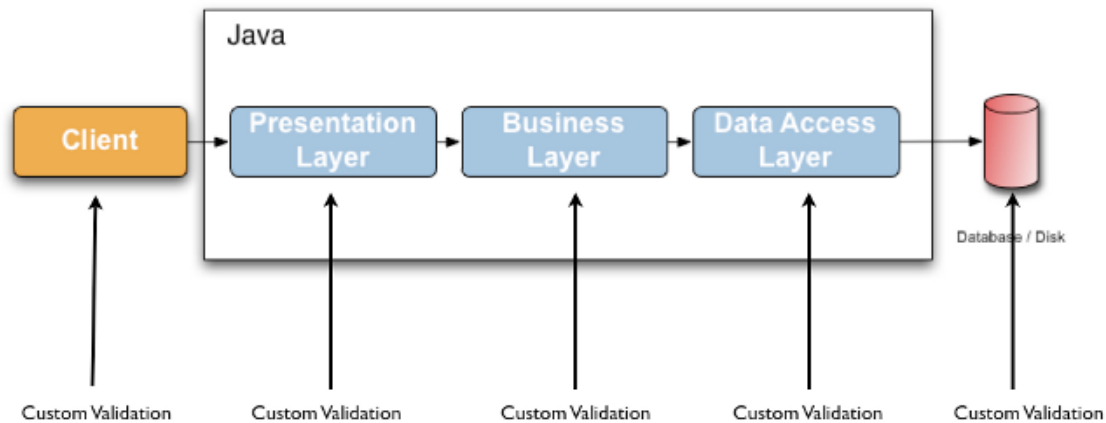 Java
Client
Presentation
Layer
Business
Layer
Data Access
Layer
Database / Disk
Custom Validation
Custom Validation
Custom Validation
Custom Validation
Custom Validation